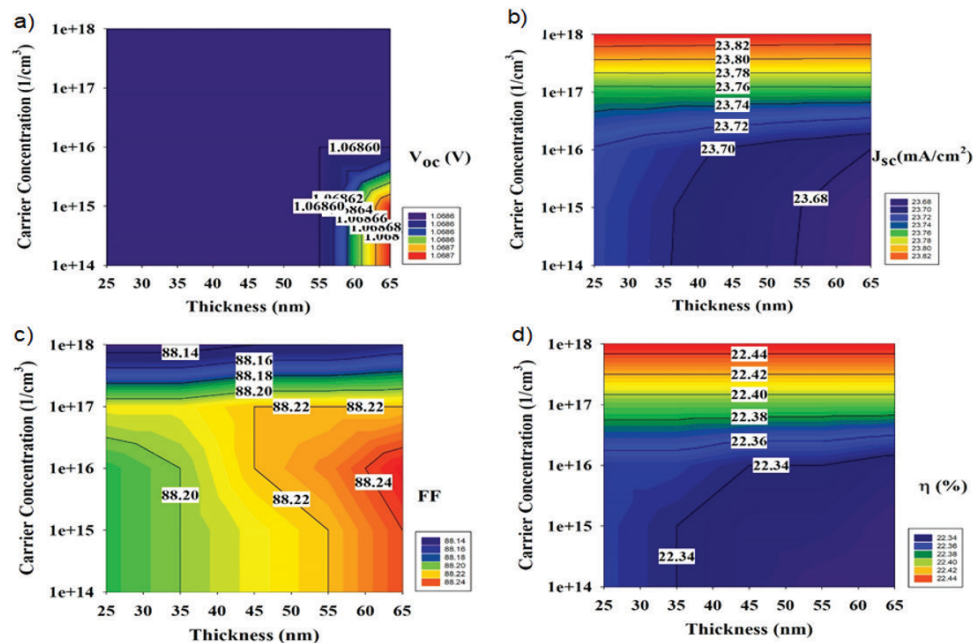 a)
Carrier Concentration (1/cm³)
1e+18
1e+17
1e+16
1e+15
1e+14
1.06860
1.06862
1.06860
1.06864
1.06866
1.06868
1.068
25 30 35 40 45 50 55 60 65
Thickness (nm)
Voc (V)
1.0686
1.0686
1.0686
1.0686
1.0687
1.0687
b)
Carrier Concentration (1/cm³)
1e+18
1e+17
1e+16
1e+15
1e+14
23.82
23.80
23.78
23.76
23.74
23.72
23.70
23.68
25 30 35 40 45 50 55 60 65
Thickness (nm)
Jsc(mA/cm²)
23.68
23.70
23.72
23.74
23.76
23.78
23.80
23.82
c)
Carrier Concentration (1/cm³)
1e+18
1e+17
1e+16
1e+15
1e+14
88.14
88.16
88.18
88.20
88.22 88.22
88.24
88.20
88.22
25 30 35 40 45 50 55 60 65
Thickness (nm)
FF
88.14
88.16
88.18
88.20
88.22
88.24
d)
Carrier Concentration (1/cm³)
1e+18
1e+17
1e+16
1e+15
1e+14
22.44
22.42
22.40
22.38
22.36
22.34
22.34
25 30 35 40 45 50 55 60 65
Thickness (nm)
η (%)
22.34
22.36
22.38
22.40
22.42
22.44